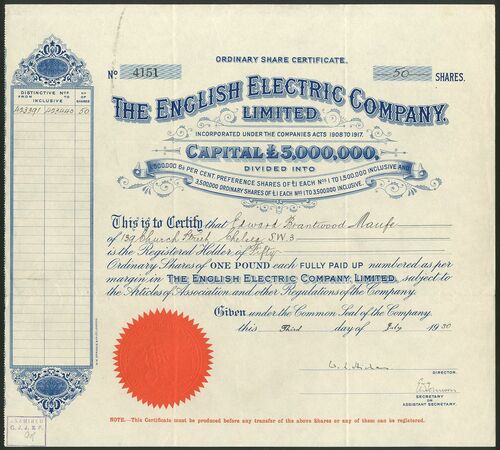 ORDINARY SHARE CERTIFICATE.
Nº 4151
50 SHARES.
DISTINCTIVE Nºs FROM TO INCLUSIVE Nº OF SHARES
423391 423440 50
THE ENGLISH ELECTRIC COMPANY,
LIMITED.
INCORPORATED UNDER THE COMPANIES ACTS 1908 TO 1917.
CAPITAL £5,000,000,
DIVIDED INTO
1,500,000 6½ PER CENT. PREFERENCE SHARES OF £1 EACH Nos 1 TO 1,500,000 INCLUSIVE AND
3,500,000 ORDINARY SHARES OF £1 EACH Nos 1 TO 3,500,000 INCLUSIVE.
This is to Certify that Edward Brantwood Maufe
of 139 Church Street Chelsea SW.3
is the Registered Holder of Fifty
Ordinary Shares of ONE POUND each FULLY PAID UP numbered as per
margin in THE ENGLISH ELECTRIC COMPANY LIMITED, subject to
the Articles of Association and other Regulations of the Company.
Given under the Common Seal of the Company.
this Third day of July 1930
DIRECTOR.
SECRETARY
OR
ASSISTANT SECRETARY.
NOTE.—This Certificate must be produced before any transfer of the above Shares or any of them can be registered.
EXAMINED